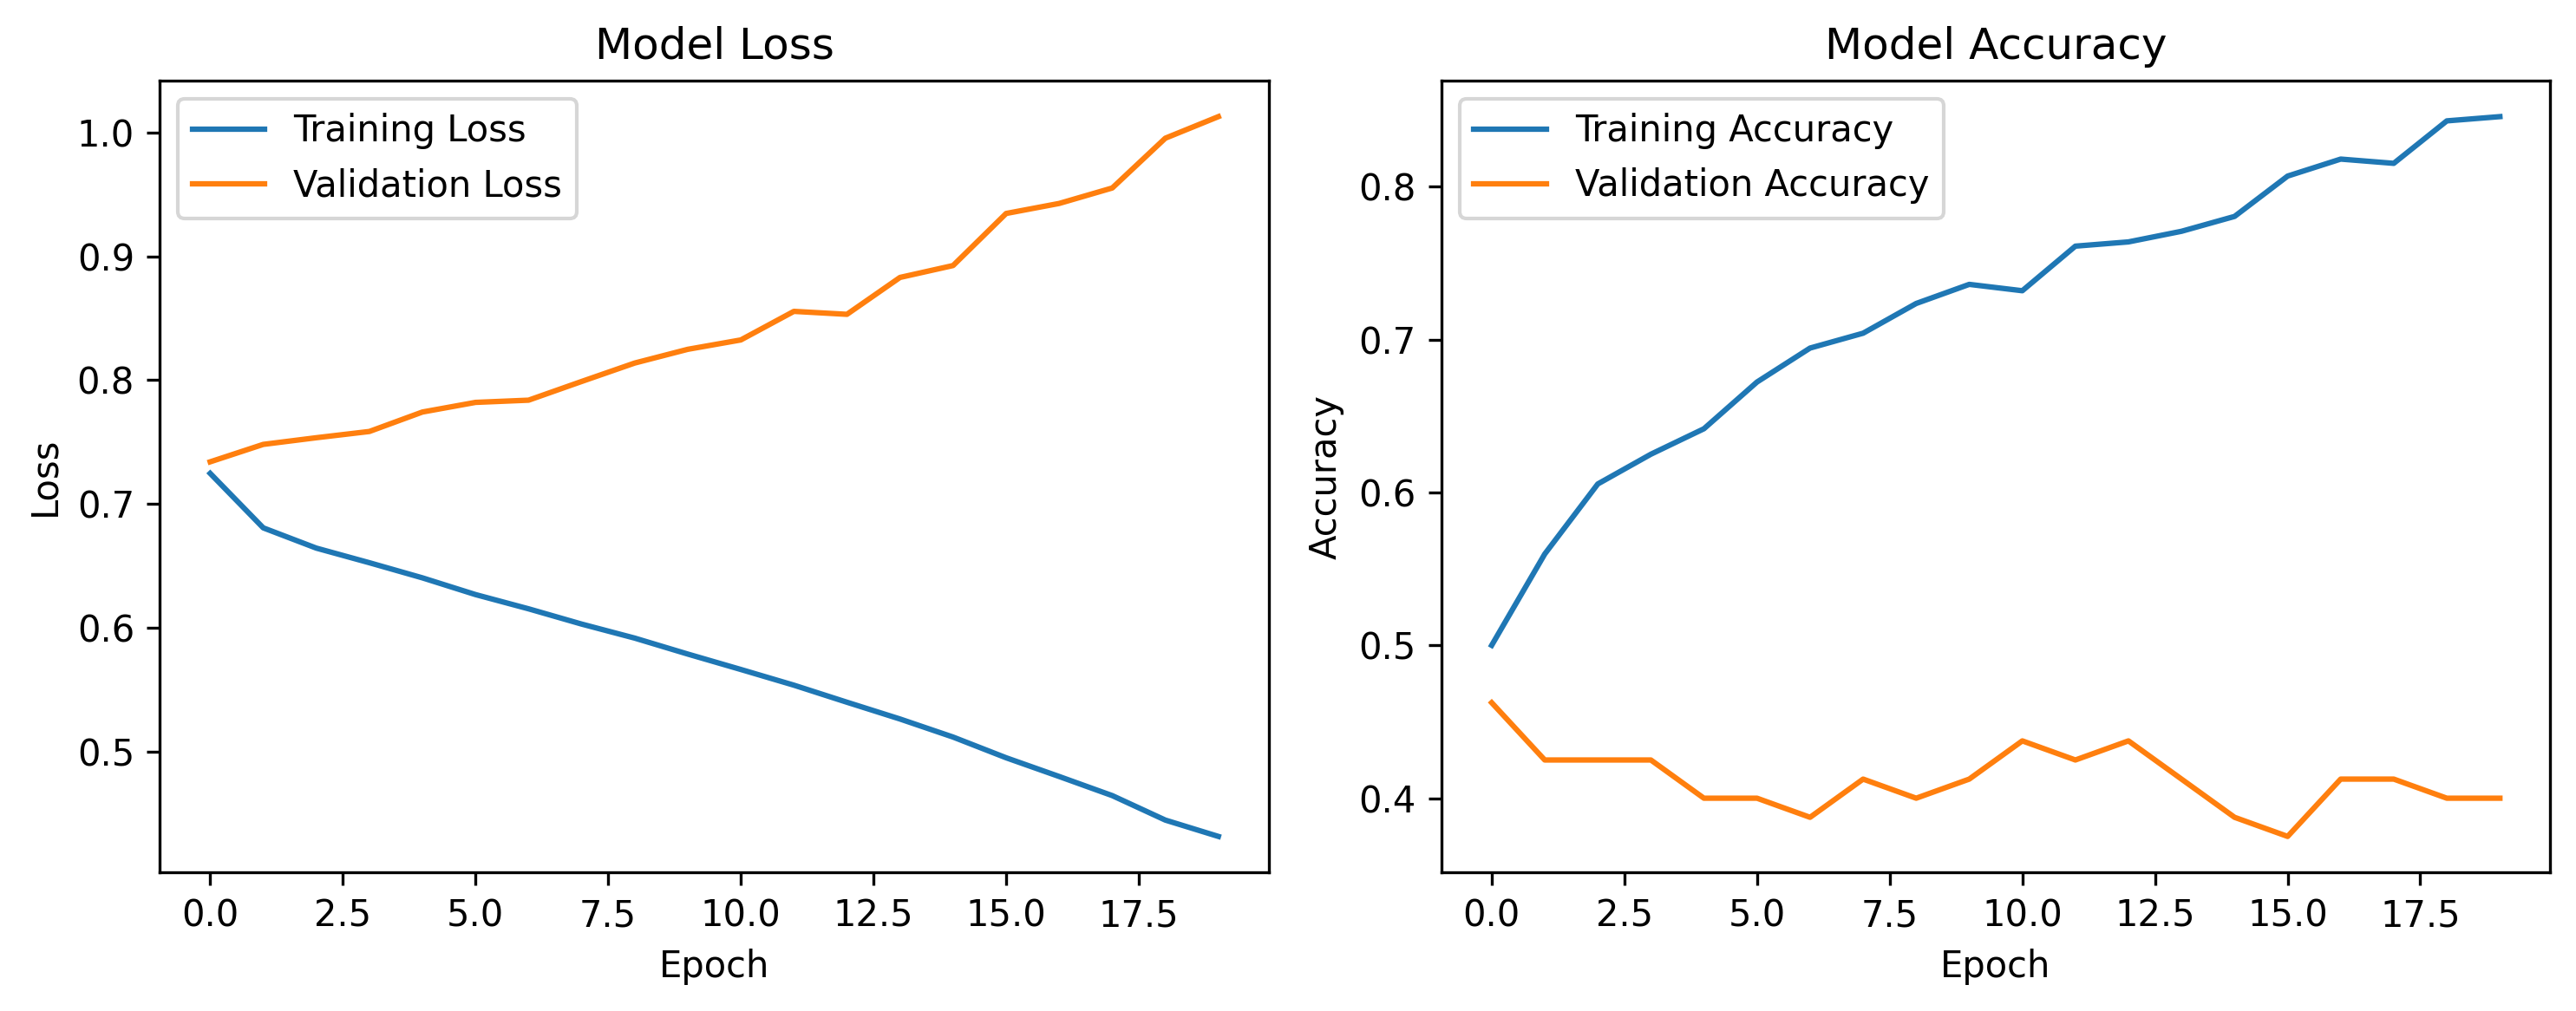 Model Loss
Training Loss
Validation Loss
1.0
0.9
0.8
0.7
0.6
0.5
Loss
0.0 2.5 5.0 7.5 10.0 12.5 15.0 17.5
Epoch
Model Accuracy
Training Accuracy
Validation Accuracy
0.8
0.7
0.6
0.5
0.4
Accuracy
0.0 2.5 5.0 7.5 10.0 12.5 15.0 17.5
Epoch